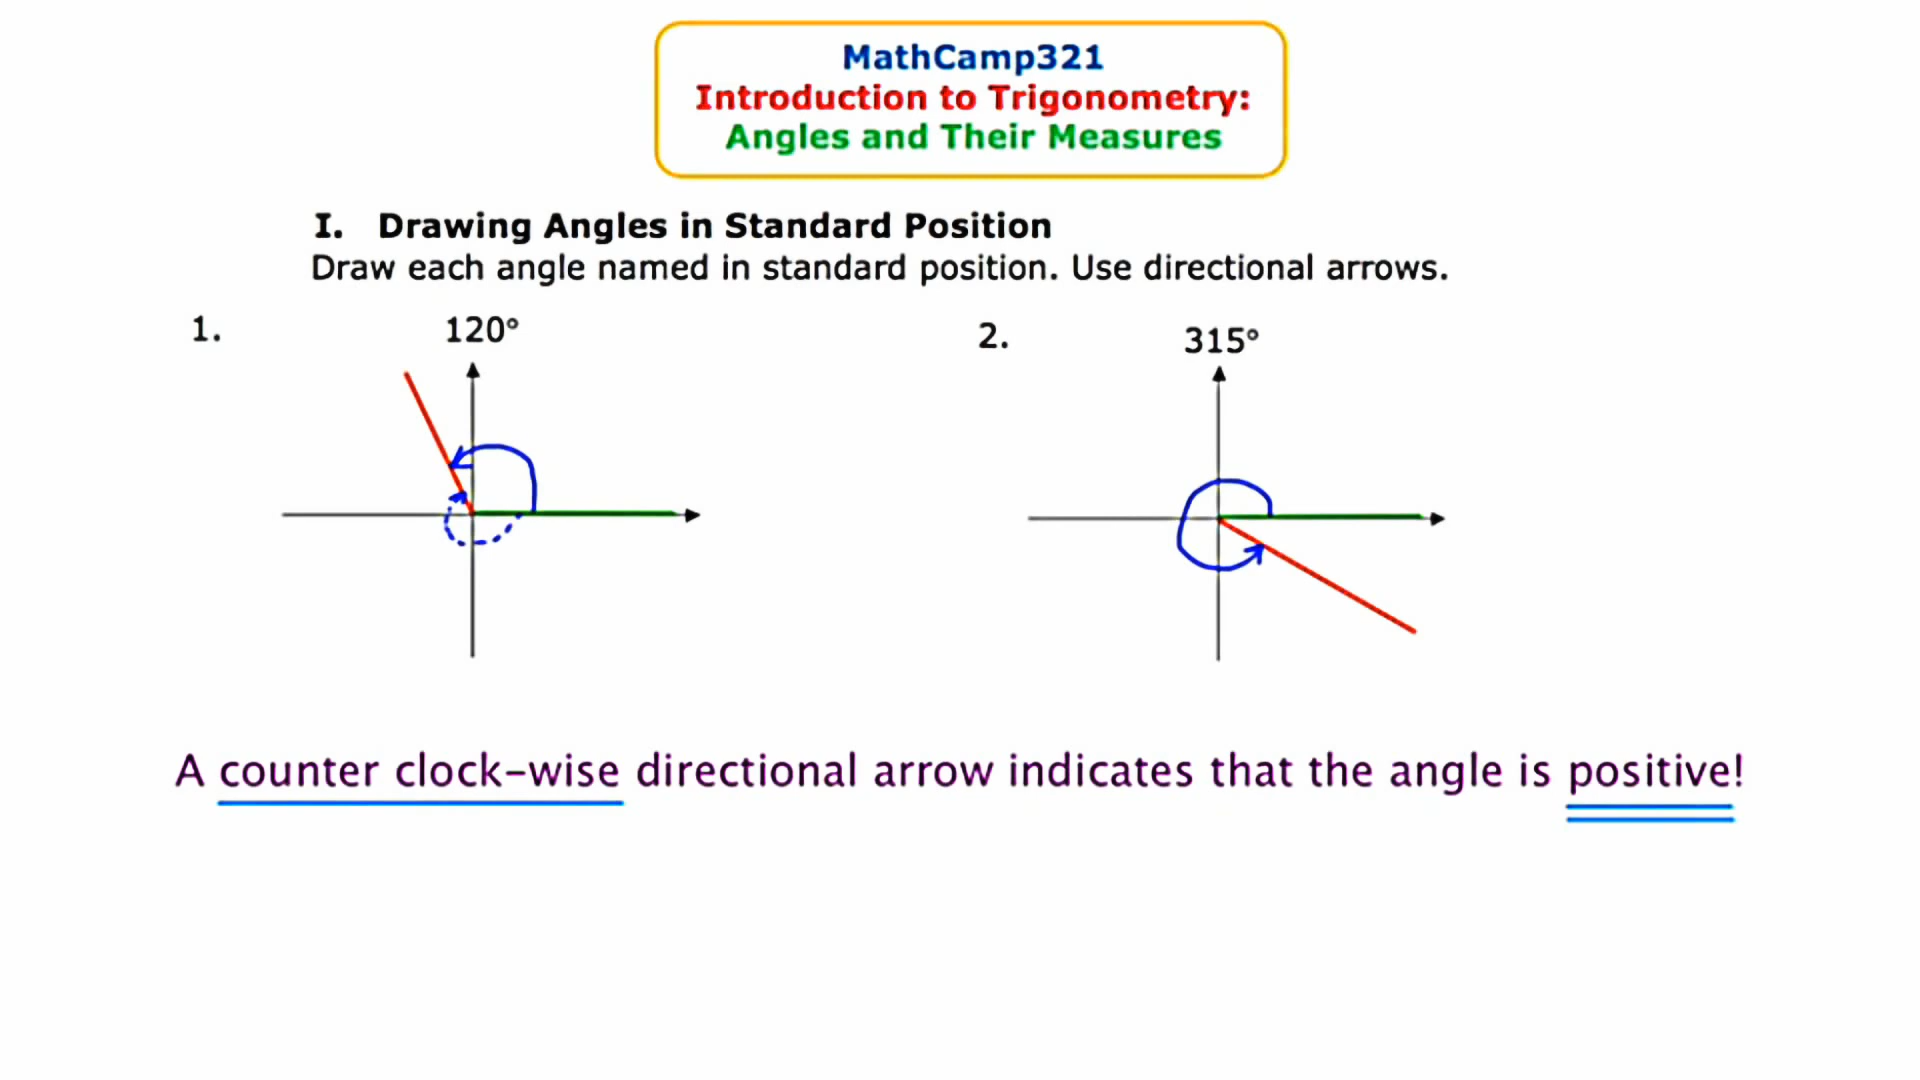 MathCamp321
Introduction to Trigonometry:
Angles and Their Measures
I. Drawing Angles in Standard Position
Draw each angle named in standard position. Use directional arrows.
1. 120°
2. 315°
A counter clock-wise directional arrow indicates that the angle is positive!